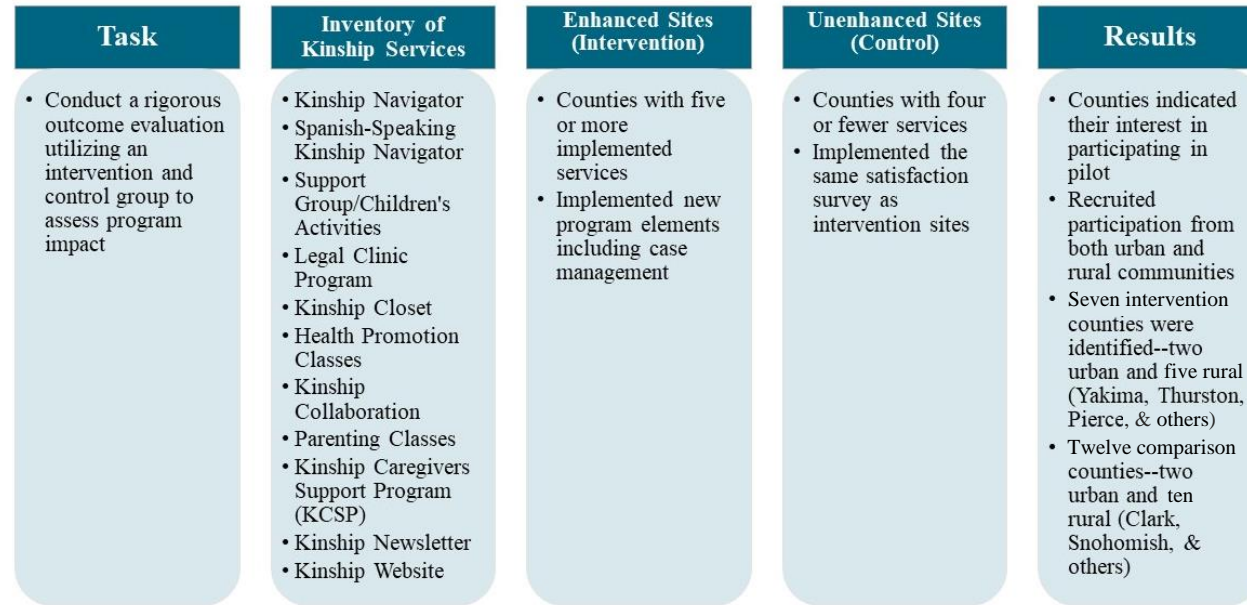 Task
• Conduct a rigorous
outcome evaluation
utilizing an
intervention and
control group to
assess program
impact
Inventory of
Kinship Services
• Kinship Navigator
• Spanish-Speaking
Kinship Navigator
• Support
Group/Children's
Activities
• Legal Clinic
Program
• Kinship Closet
• Health Promotion
Classes
• Kinship
Collaboration
• Parenting Classes
• Kinship Caregivers
Support Program
(KCSP)
• Kinship Newsletter
• Kinship Website
Enhanced Sites
(Intervention)
• Counties with five
or more
implemented
services
• Implemented new
program elements
including case
management
Unenhanced Sites
(Control)
• Counties with four
or fewer services
• Implemented the
same satisfaction
survey as
intervention sites
Results
• Counties indicated
their interest in
participating in
pilot
• Recruited
participation from
both urban and
rural communities
• Seven intervention
counties were
identified--two
urban and five rural
(Yakima, Thurston,
Pierce, & others)
• Twelve comparison
counties--two
urban and ten
rural (Clark,
Snohomish, &
others)